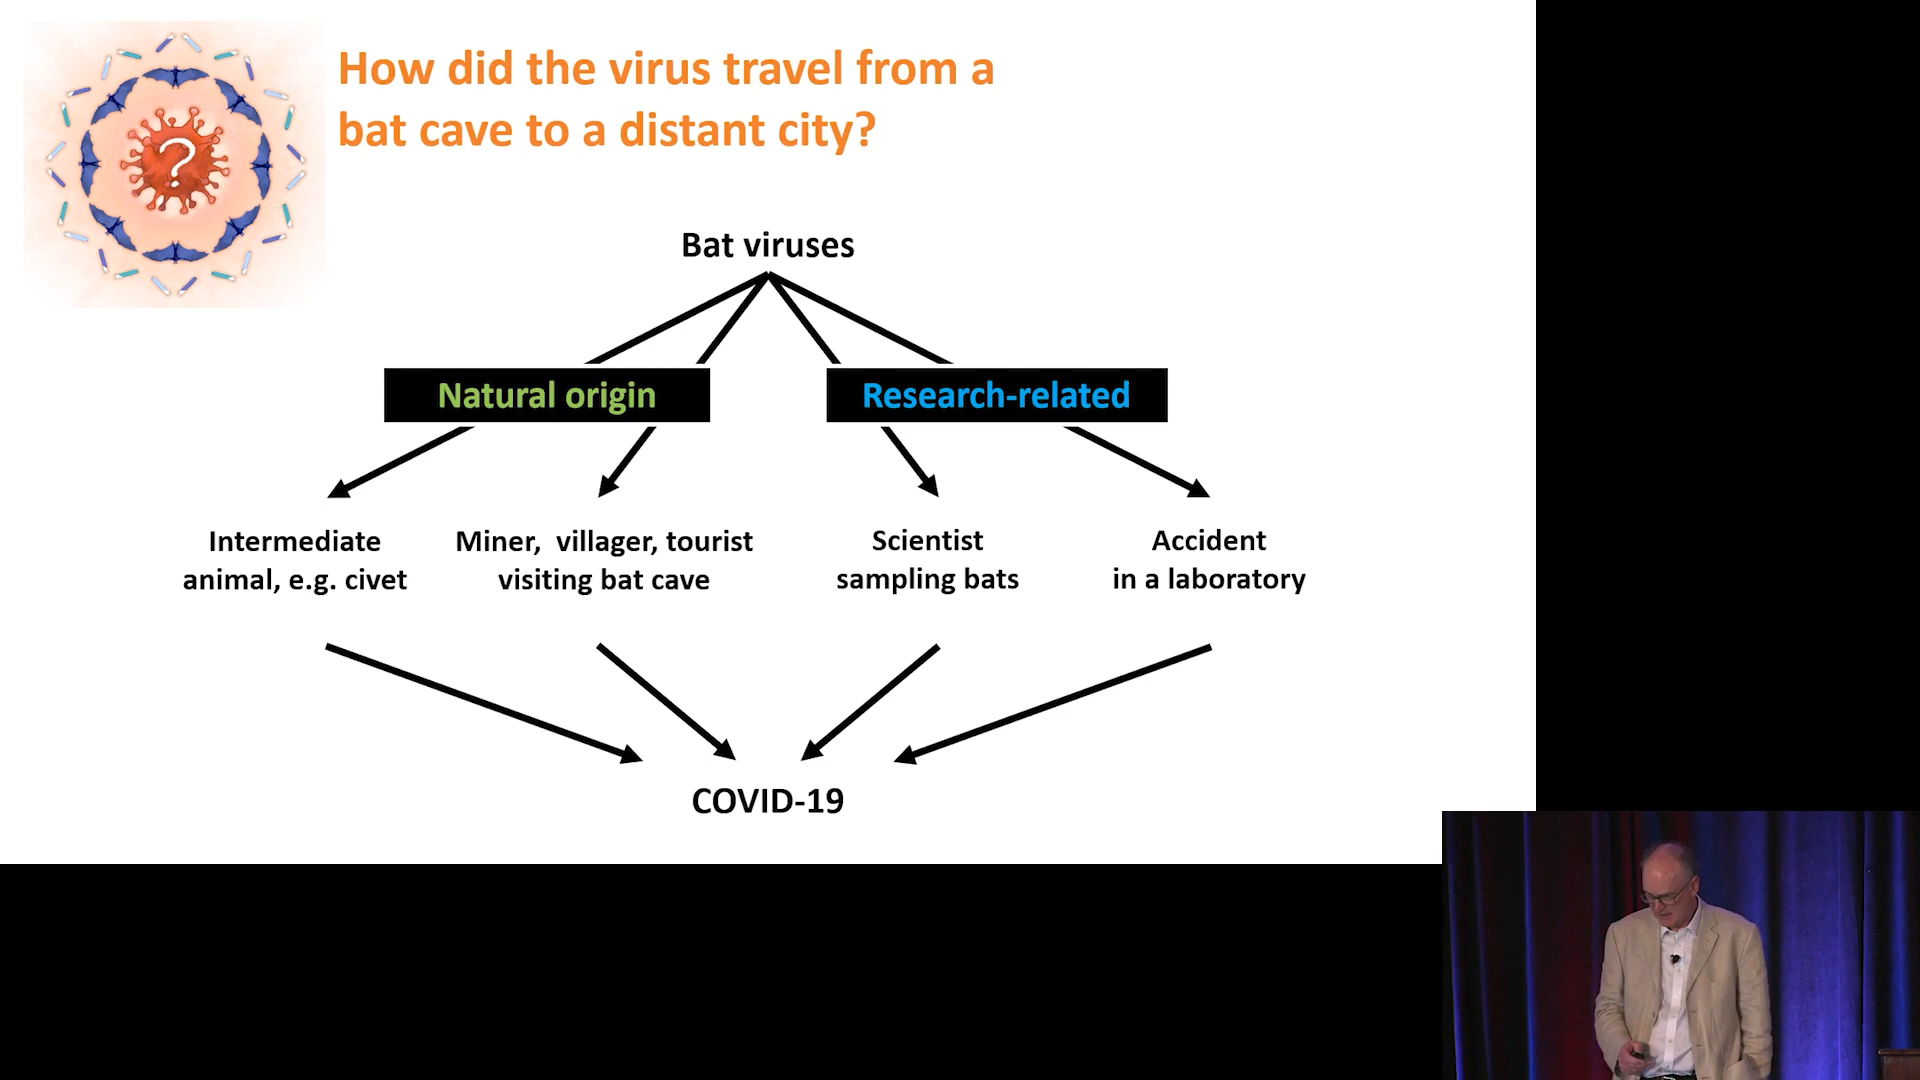 How did the virus travel from a
bat cave to a distant city?
?
Bat viruses
Natural origin
Research-related
Intermediate
animal, e.g. civet
Miner, villager, tourist
visiting bat cave
Scientist
sampling bats
Accident
in a laboratory
COVID-19